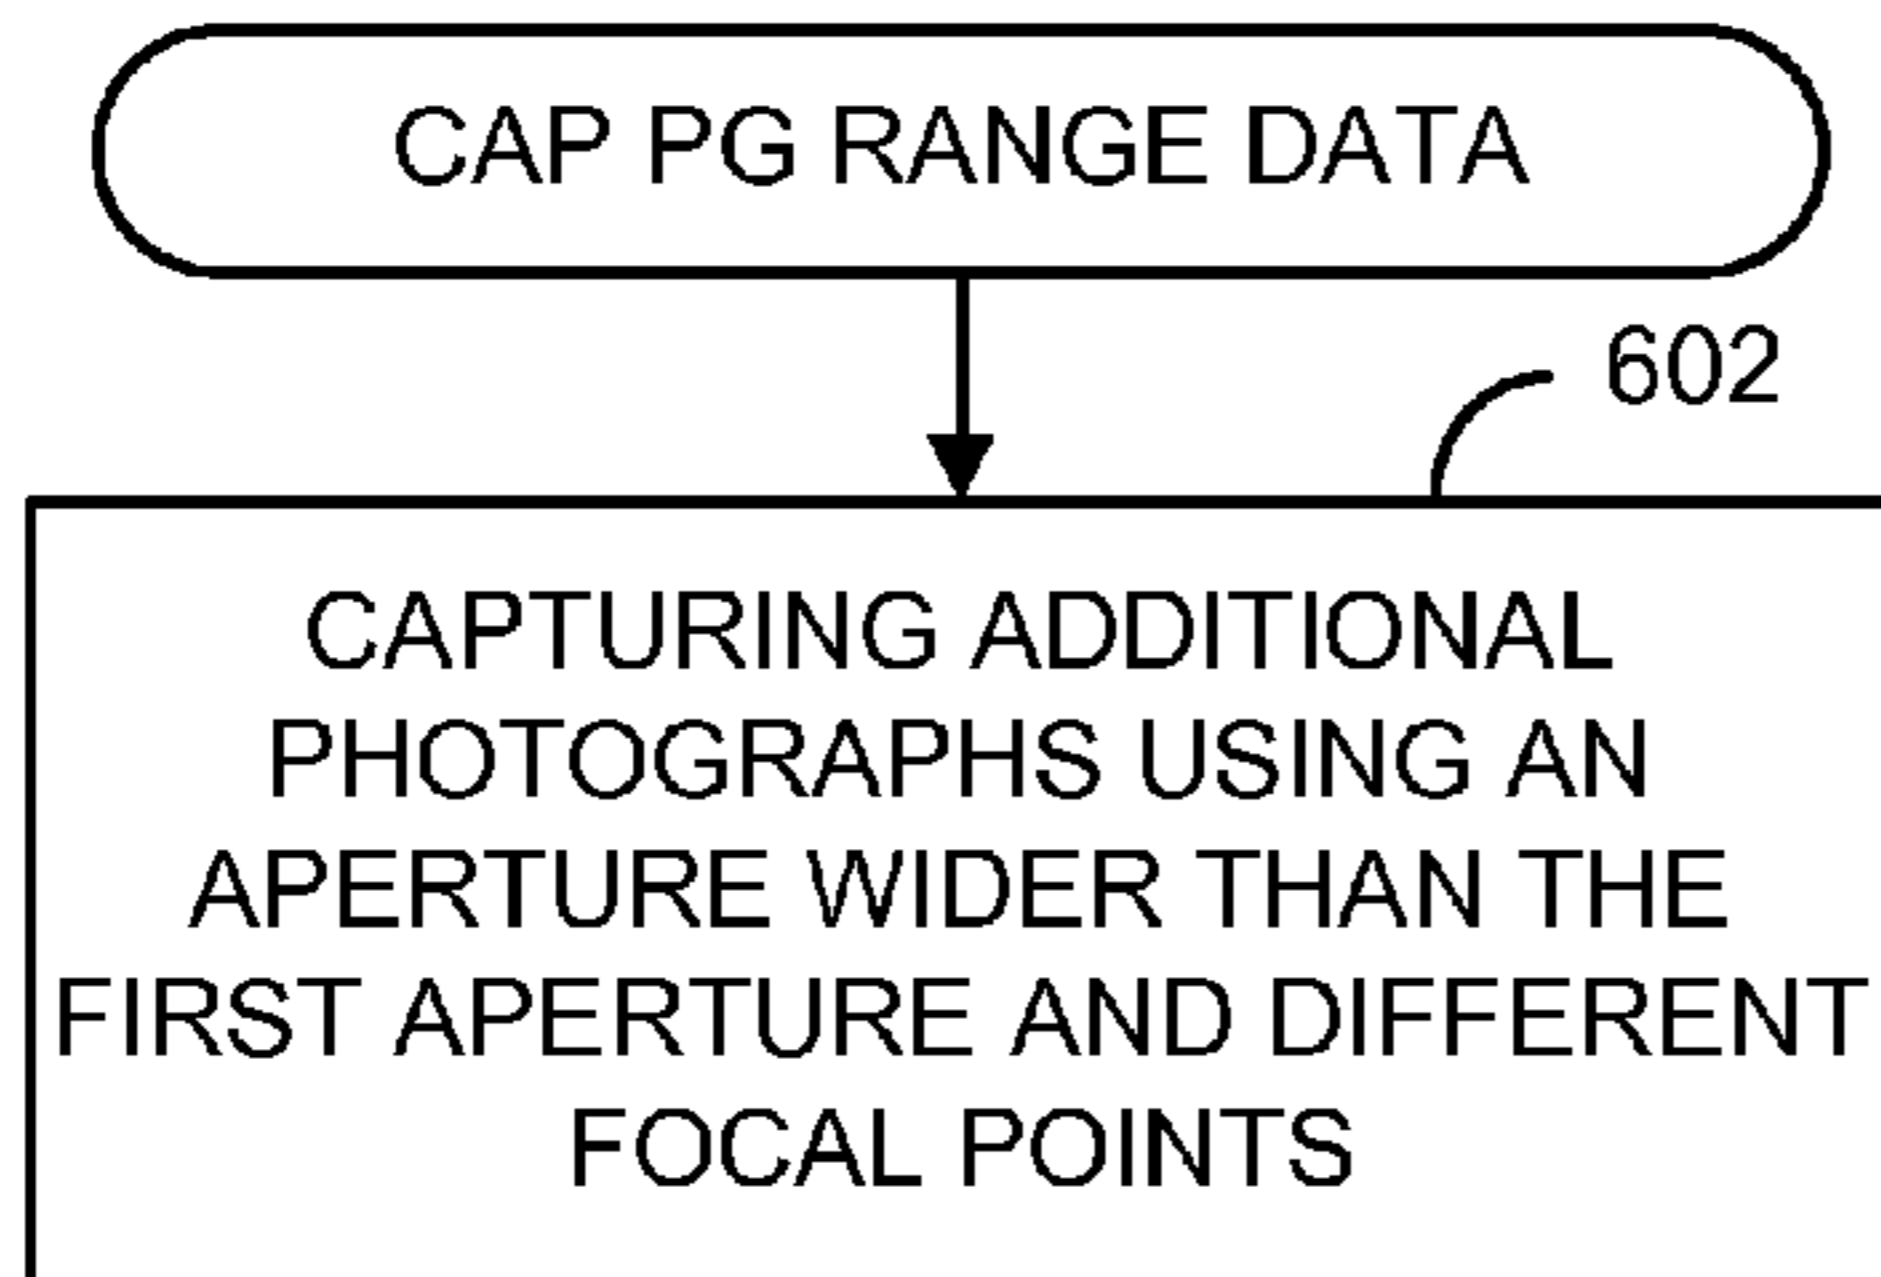 CAP PG RANGE DATA
602
CAPTURING ADDITIONAL
PHOTOGRAPHS USING AN
APERTURE WIDER THAN THE
FIRST APERTURE AND DIFFERENT
FOCAL POINTS